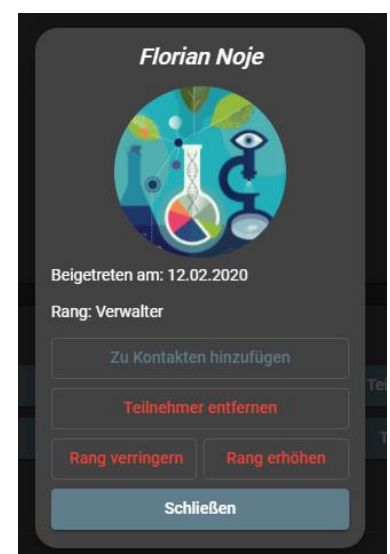 Florian Noje
Beigetreten am: 12.02.2020
Rang: Verwalter
Zu Kontakten hinzufügen
Teilnehmer entfernen
Rang verringern Rang erhöhen
Schließen